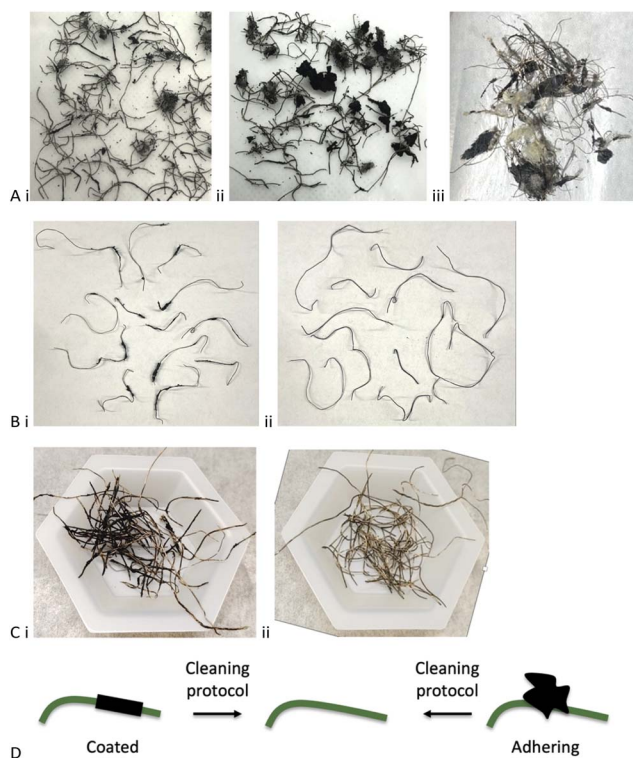 A i
ii
iii
B i
ii
C i
ii
Cleaning protocol
Cleaning protocol
Coated
Adhering
D